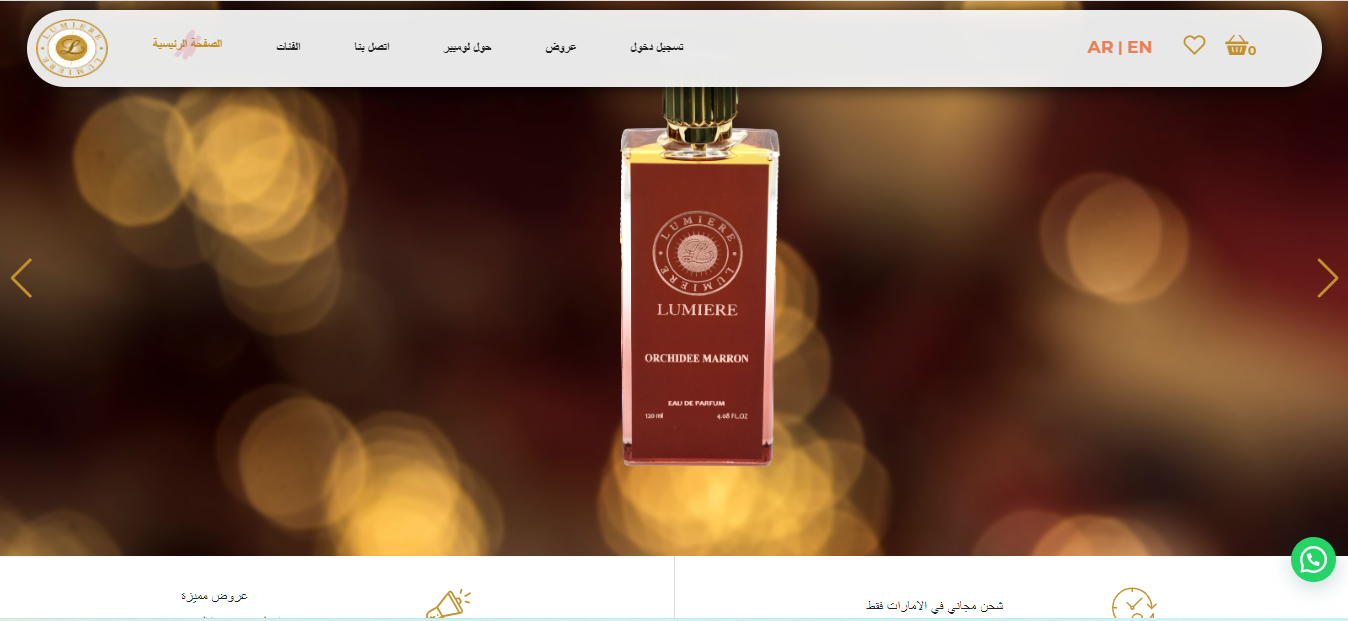 الصفحة الرئيسية
الفئات
اتصل بنا
حول لوميير
عروض
تسجيل دخول
AR | EN
0
LUMIERE
LUMIERE
L
LUMIERE
LUMIERE
LUMIERE
ORCHIDEE MARRON
EAU DE PARFUM
120 ml 4.08 FL.OZ
عروض مميزة
شحن مجاني في الامارات فقط